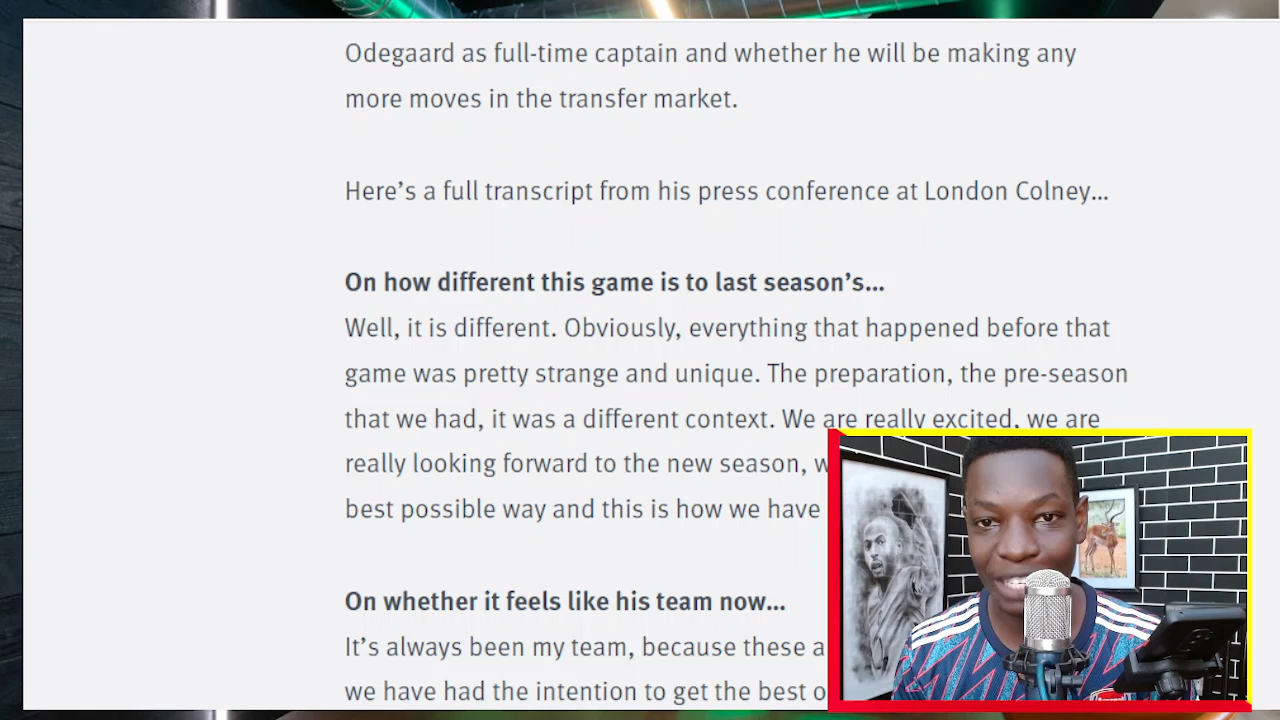 Odegaard as full-time captain and whether he will be making any
more moves in the transfer market.
Here’s a full transcript from his press conference at London Colney...
On how different this game is to last season’s...
Well, it is different. Obviously, everything that happened before that
game was pretty strange and unique. The preparation, the pre-season
that we had, it was a different context. We are really excited, we are
really looking forward to the new season,
best possible way and this is how we have
On whether it feels like his team now...
It’s always been my team, because these
we have had the intention to get the best